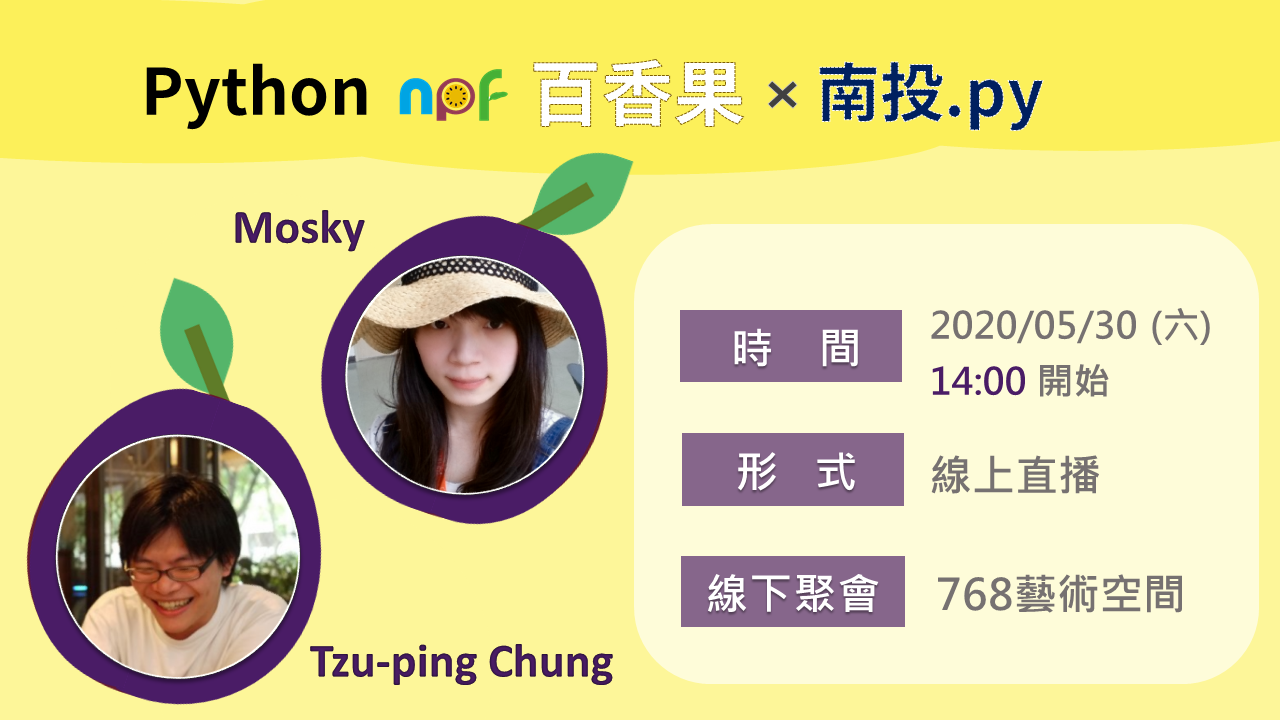 Python npf 百香果 × 南投.py
Mosky
Tzu-ping Chung
時 間
2020/05/30 (六)
14:00 開始
形 式
線上直播
線下聚會
768藝術空間